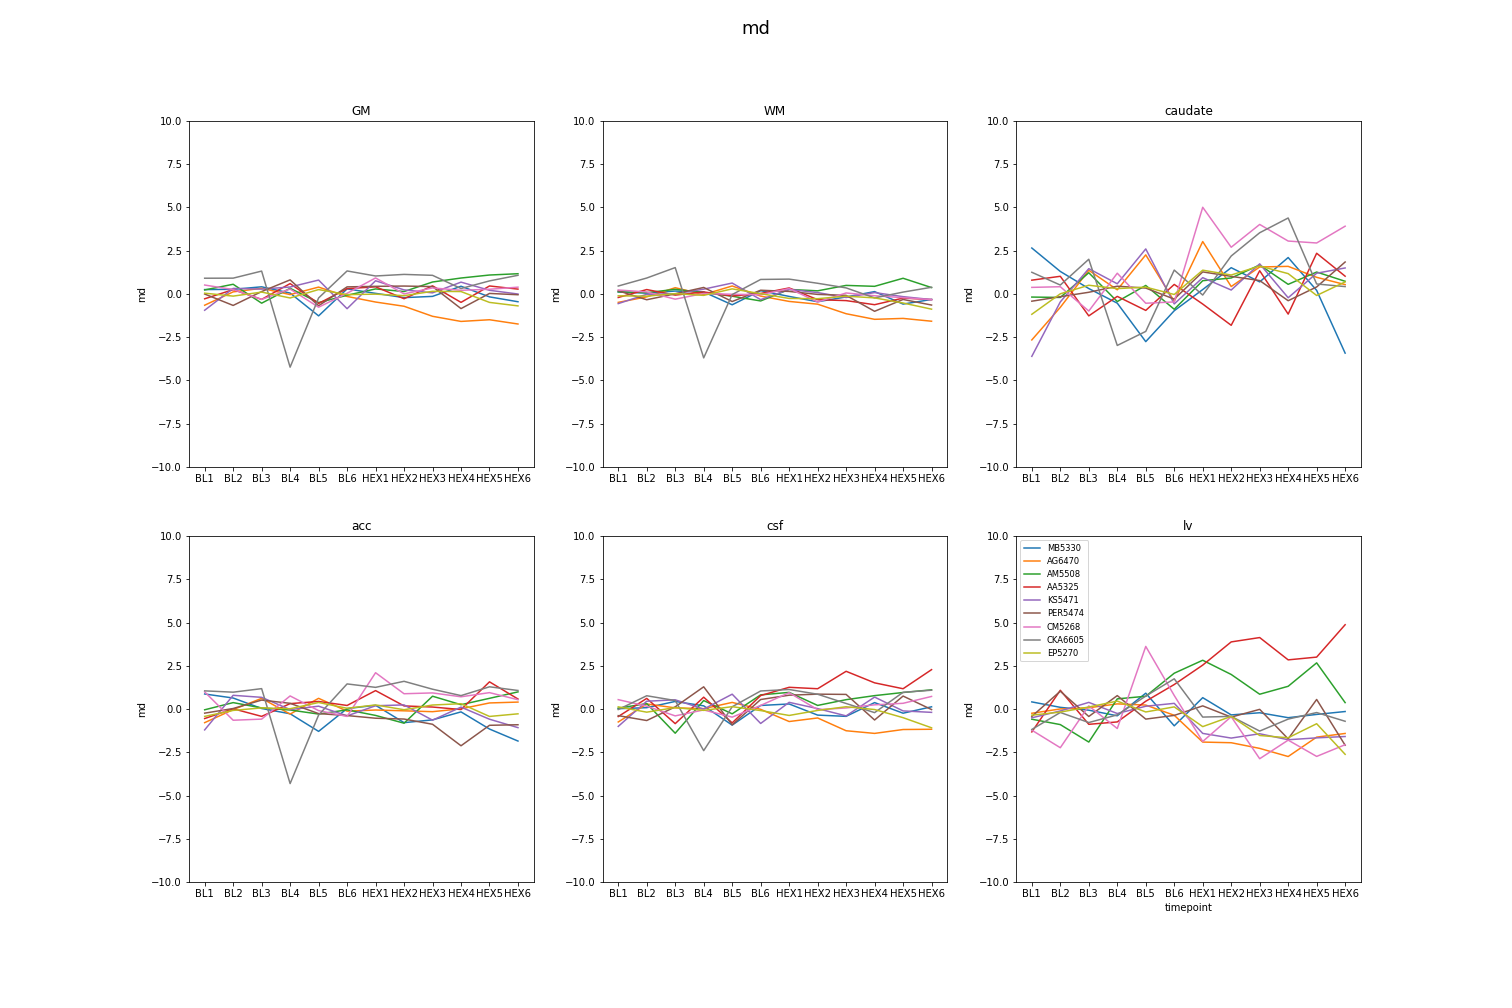 md
GM
10.0
7.5
5.0
2.5
0.0
−2.5
−5.0
−7.5
−10.0
md
BL1 BL2 BL3 BL4 BL5 BL6 HEX1 HEX2 HEX3 HEX4 HEX5 HEX6
WM
10.0
7.5
5.0
2.5
0.0
−2.5
−5.0
−7.5
−10.0
md
BL1 BL2 BL3 BL4 BL5 BL6 HEX1 HEX2 HEX3 HEX4 HEX5 HEX6
caudate
10.0
7.5
5.0
2.5
0.0
−2.5
−5.0
−7.5
−10.0
md
BL1 BL2 BL3 BL4 BL5 BL6 HEX1 HEX2 HEX3 HEX4 HEX5 HEX6
acc
10.0
7.5
5.0
2.5
0.0
−2.5
−5.0
−7.5
−10.0
md
BL1 BL2 BL3 BL4 BL5 BL6 HEX1 HEX2 HEX3 HEX4 HEX5 HEX6
csf
10.0
7.5
5.0
2.5
0.0
−2.5
−5.0
−7.5
−10.0
md
BL1 BL2 BL3 BL4 BL5 BL6 HEX1 HEX2 HEX3 HEX4 HEX5 HEX6
lv
10.0
7.5
5.0
2.5
0.0
−2.5
−5.0
−7.5
−10.0
md
MB5330
AG6470
AM5508
AA5325
KS5471
PER5474
CM5268
CKA6605
EP5270
BL1 BL2 BL3 BL4 BL5 BL6 HEX1 HEX2 HEX3 HEX4 HEX5 HEX6
timepoint